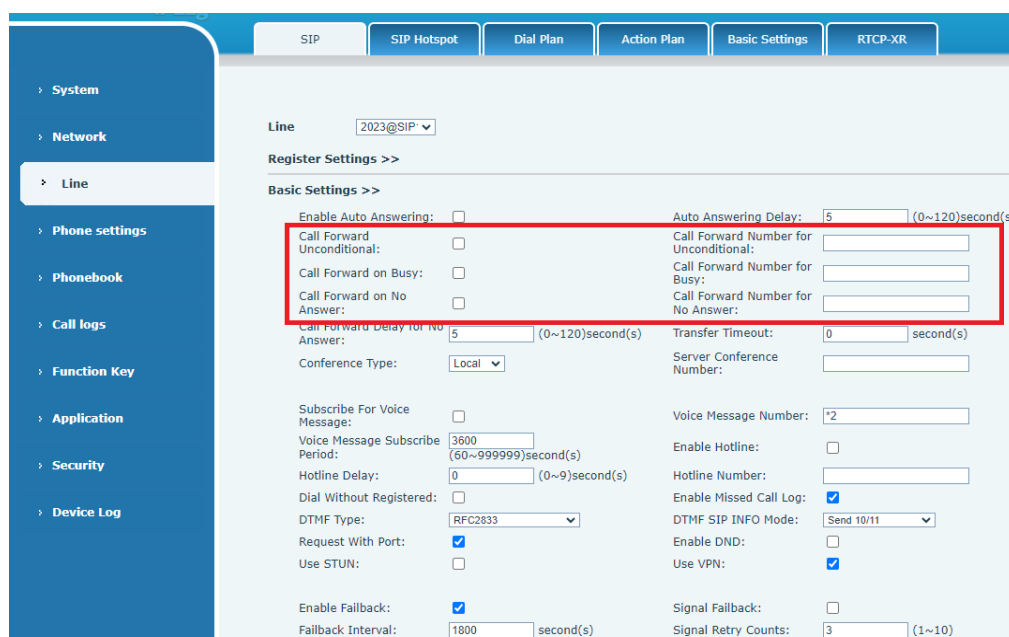 SIP SIP Hotspot Dial Plan Action Plan Basic Settings RTCP-XR
System
Network
Line
Phone settings
Phonebook
Call logs
Function Key
Application
Security
Device Log
Line 2023@SIP
Register Settings >>
Basic Settings >>
Enable Auto Answering: Auto Answering Delay: 5 (0~120)second(s
Call Forward Unconditional: Call Forward Number for Unconditional:
Call Forward on Busy: Call Forward Number for Busy:
Call Forward on No Answer: Call Forward Number for No Answer:
Call Forward Delay for No Answer: 5 (0~120)second(s) Transfer Timeout: 0 second(s)
Conference Type: Local Server Conference Number:
Subscribe For Voice Message: Voice Message Number: *2
Voice Message Subscribe Period: 3600 (60~999999)second(s) Enable Hotline:
Hotline Delay: 0 (0~9)second(s) Hotline Number:
Dial Without Registered: Enable Missed Call Log:
DTMF Type: RFC2833 DTMF SIP INFO Mode: Send 10/11
Request With Port: Enable DND:
Use STUN: Use VPN:
Enable Failback: Signal Failback:
Failback Interval: 1800 second(s) Signal Retry Counts: 3 (1~10)